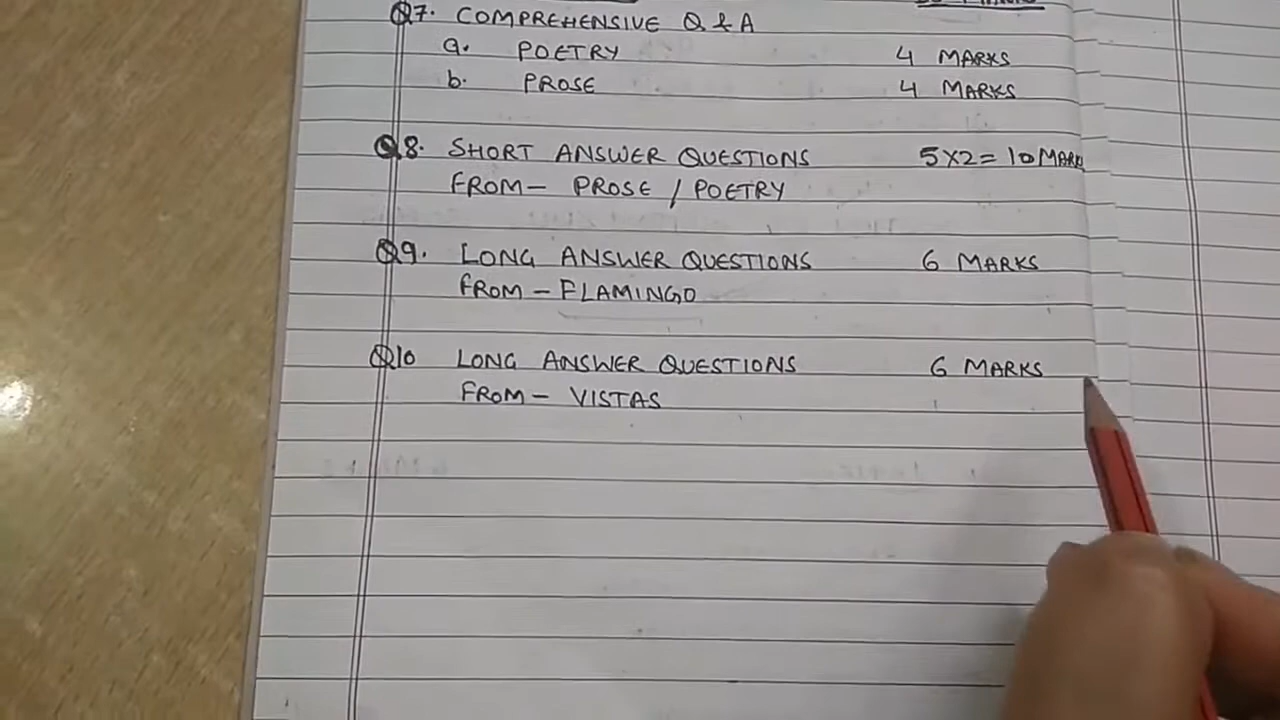 Q7. COMPREHENSIVE Q & A
a. POETRY 4 MARKS
b. PROSE 4 MARKS
Q8. SHORT ANSWER QUESTIONS 5X2=10 MARK
FROM- PROSE / POETRY
Q9. LONG ANSWER QUESTIONS 6 MARKS
FROM - FLAMINGO
Q10 LONG ANSWER QUESTIONS 6 MARKS
FROM - VISTAS